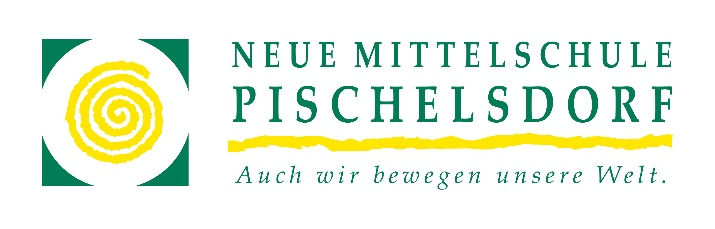 NEUE MITTELSCHULE
PISCHELSDORF
Auch wir bewegen unsere Welt.